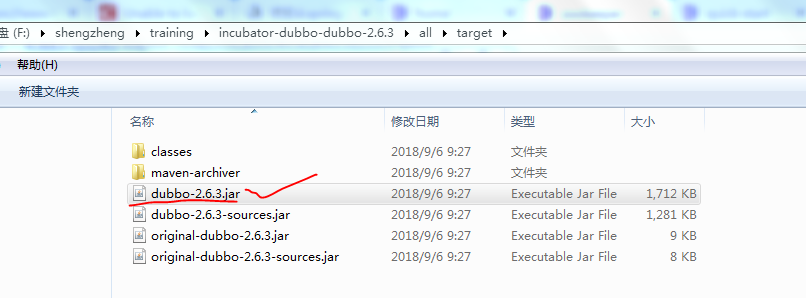 盘 (F:) ▸ shengzheng ▸ training ▸ incubator-dubbo-dubbo-2.6.3 ▸ all ▸ target ▸
帮助(H)
新建文件夹
名称 修改日期 类型 大小
classes 2018/9/6 9:27 文件夹
maven-archiver 2018/9/6 9:27 文件夹
dubbo-2.6.3.jar 2018/9/6 9:27 Executable Jar File 1,712 KB
dubbo-2.6.3-sources.jar 2018/9/6 9:27 Executable Jar File 1,281 KB
original-dubbo-2.6.3.jar 2018/9/6 9:27 Executable Jar File 9 KB
original-dubbo-2.6.3-sources.jar 2018/9/6 9:27 Executable Jar File 8 KB